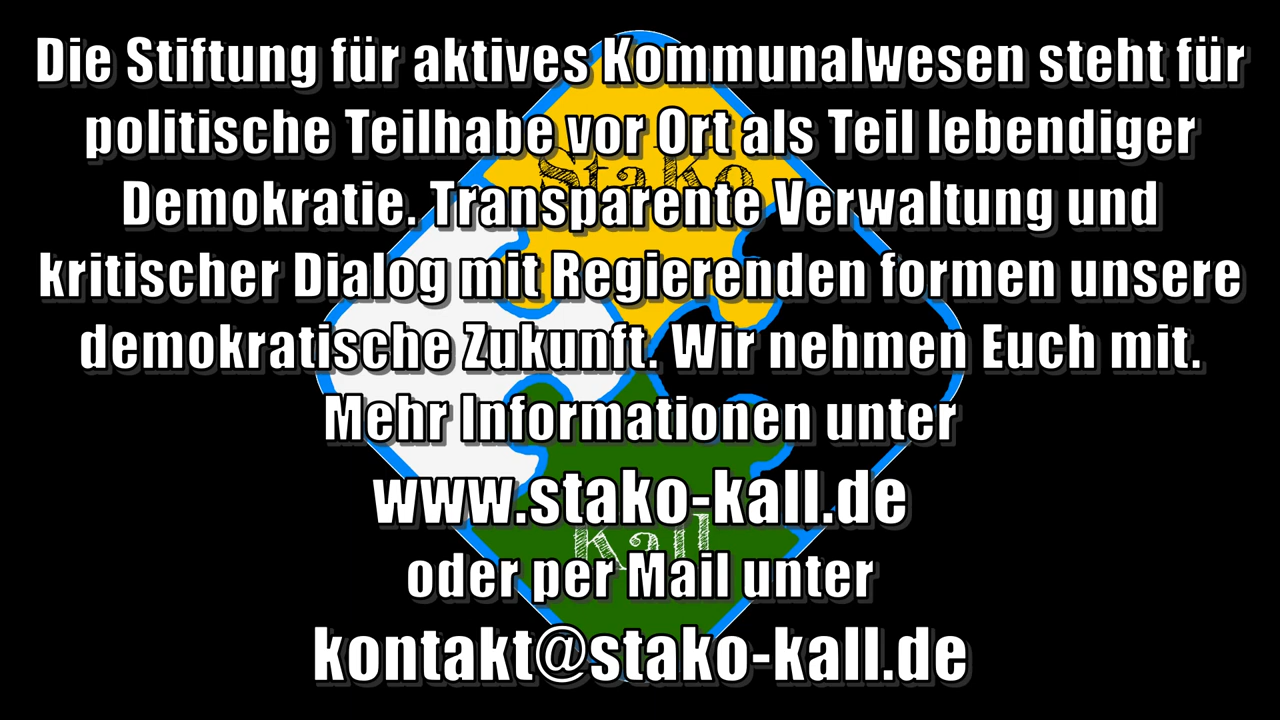 Die Stiftung für aktives Kommunalwesen steht für
politische Teilhabe vor Ort als Teil lebendiger
StaKo
Demokratie. Transparente Verwaltung und
kritischer Dialog mit Regierenden formen unsere
demokratische Zukunft. Wir nehmen Euch mit.
Mehr Informationen unter
www.stako-kall.de
Kall
oder per Mail unter
kontakt@stako-kall.de